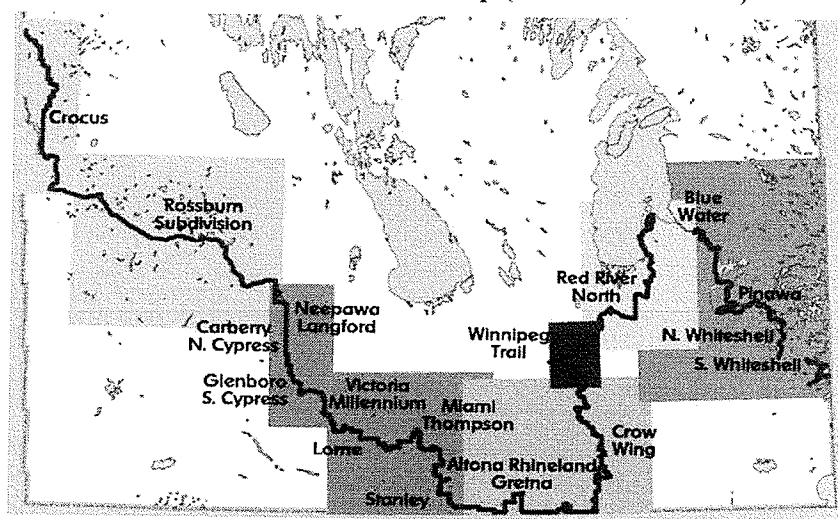 Crocus
Rossburn
Subdivision
Blue
Water
Red River
North
Pinawa
Neepawa
Langford
Carberry
N. Cypress
Winnipeg
Trail
N. Whiteshell
S. Whiteshell
Glenboro
S. Cypress
Victoria
Millennium
Miami
Thompson
Lorne
Crow
Wing
Altona Rhineland
Gretna
Stanley